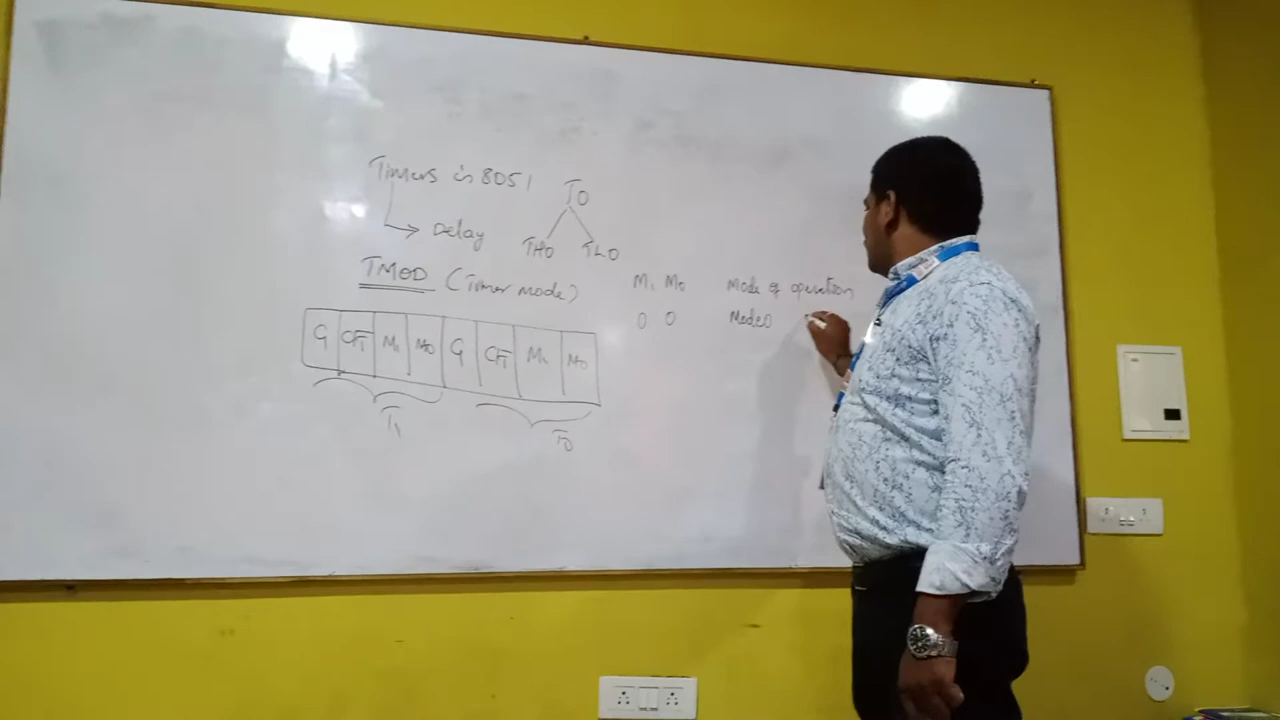 Timers in 8051
T0
Delay
TH0 TL0
TMOD (Timer mode)
M1 M0 Mode of operation
0 0 Mode0
G C/T M1 M0 G C/T M1 M0
T1
T0